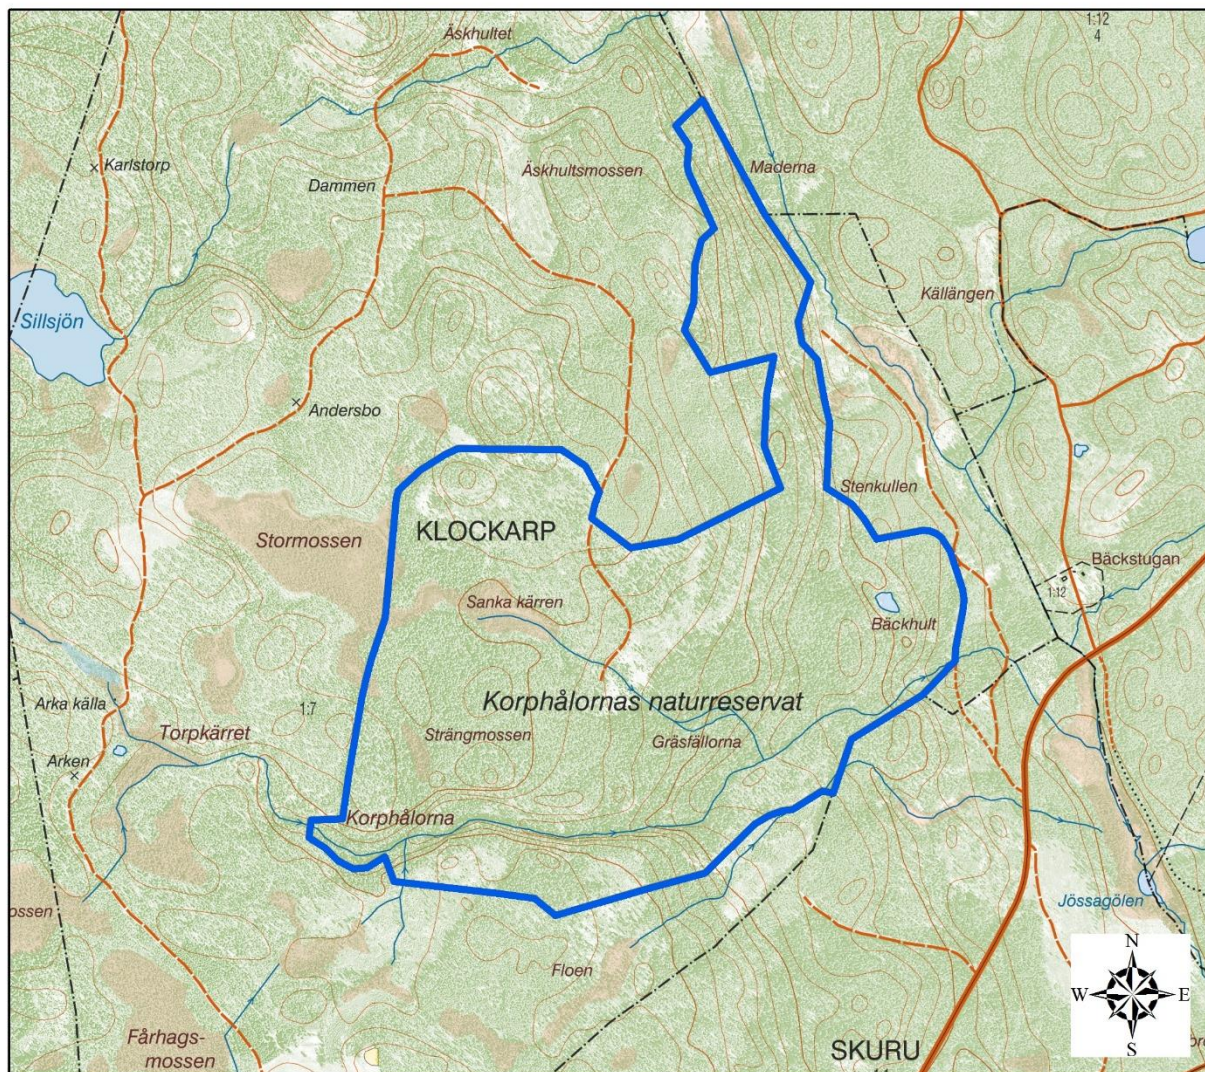 1:12
4
Äskhultet
Karlstorp
Dammen
Äskhultsmossen
Maderna
Källängen
Sillsjön
Andersbo
Stenkullen
Stormossen
KLOCKARP
Bäckstugan
1:12
Sanka kärren
Bäckhult
Arka källa
1:7
Korphålornas naturreservat
Torpkärret
Strängmossen
Gräsfällorna
Arken
Korphålorna
Jössagölen
ossen
Floen
N
W
E
S
Fårhags-
mossen
SKURU